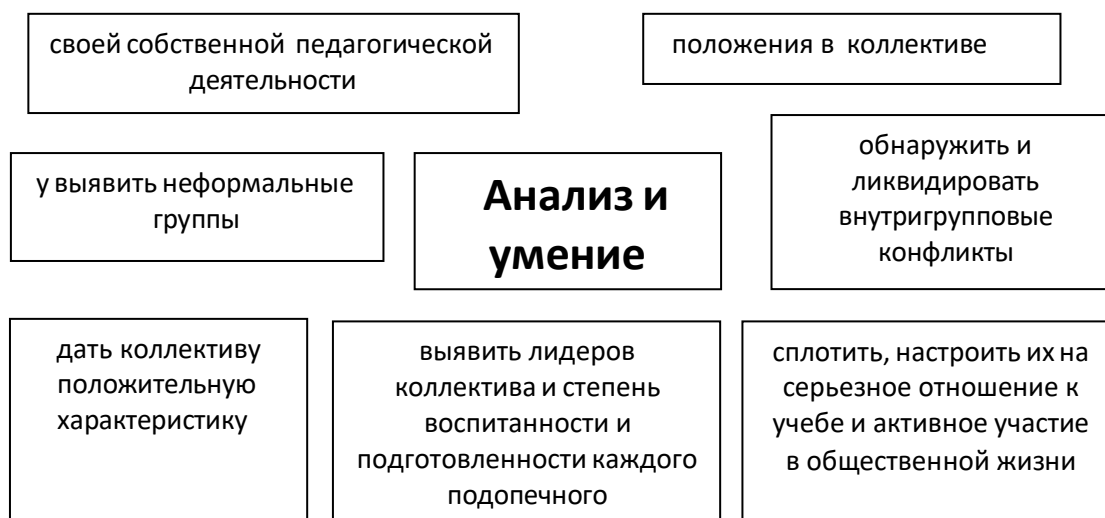 своей собственной педагогической
деятельности
положения в коллективе
у выявить неформальные
группы
Анализ и
умение
обнаружить и
ликвидировать
внутригрупповые
конфликты
дать коллективу
положительную
характеристику
выявить лидеров
коллектива и степень
воспитанности и
подготовленности каждого
подопечного
сплотить, настроить их на
серьезное отношение к
учебе и активное участие
в общественной жизни